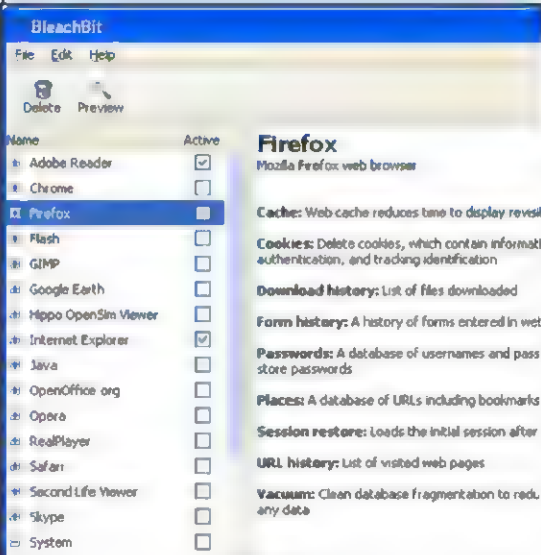 BleachBit
File Edit Help
Delete Preview
Name Active
Adobe Reader
Chrome
Firefox
Flash
GIMP
Google Earth
Hippo OpenSim Viewer
Internet Explorer
Java
OpenOffice org
Opera
RealPlayer
Safari
Second Life Viewer
Skype
System
Firefox
Mozilla Firefox web browser
Cache: Web cache reduces time to display revisi
Cookies: Delete cookies, which contain informati
authentication, and tracking identification
Download history: List of files downloaded
Form history: A history of forms entered in web
Passwords: A database of usernames and pass
store passwords
Places: A database of URLs including bookmarks
Session restore: Loads the initial session after
URL history: List of visited web pages
Vacuum: Clean database fragmentation to redu
any data